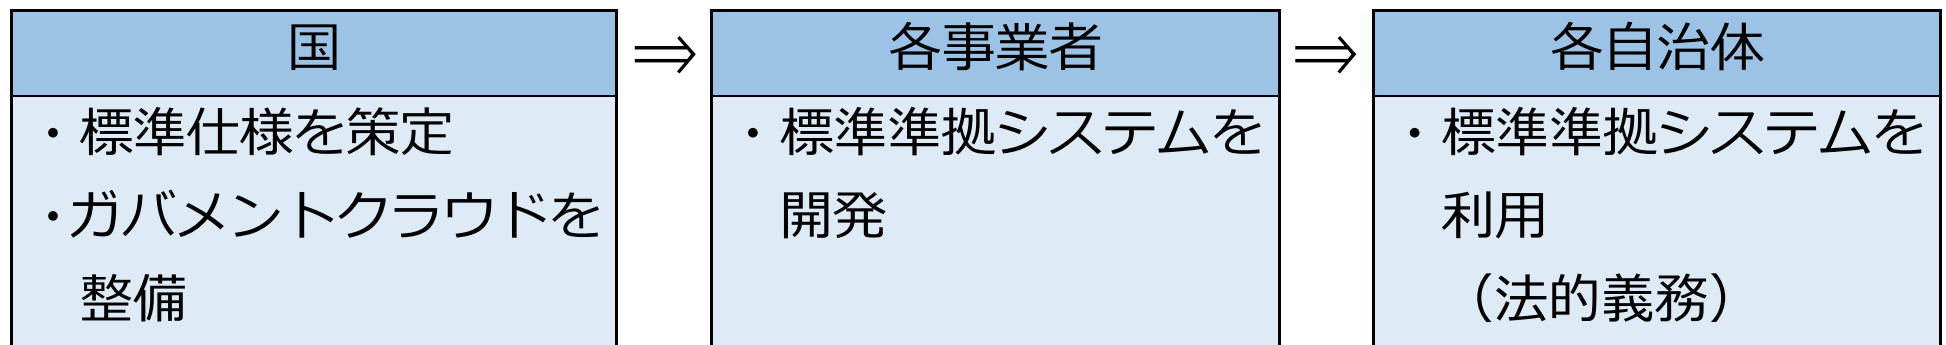 国
・標準仕様を策定
・ガバメントクラウドを
整備
⇒
各事業者
・標準準拠システムを
開発
⇒
各自治体
・標準準拠システムを
利用
（法的義務）